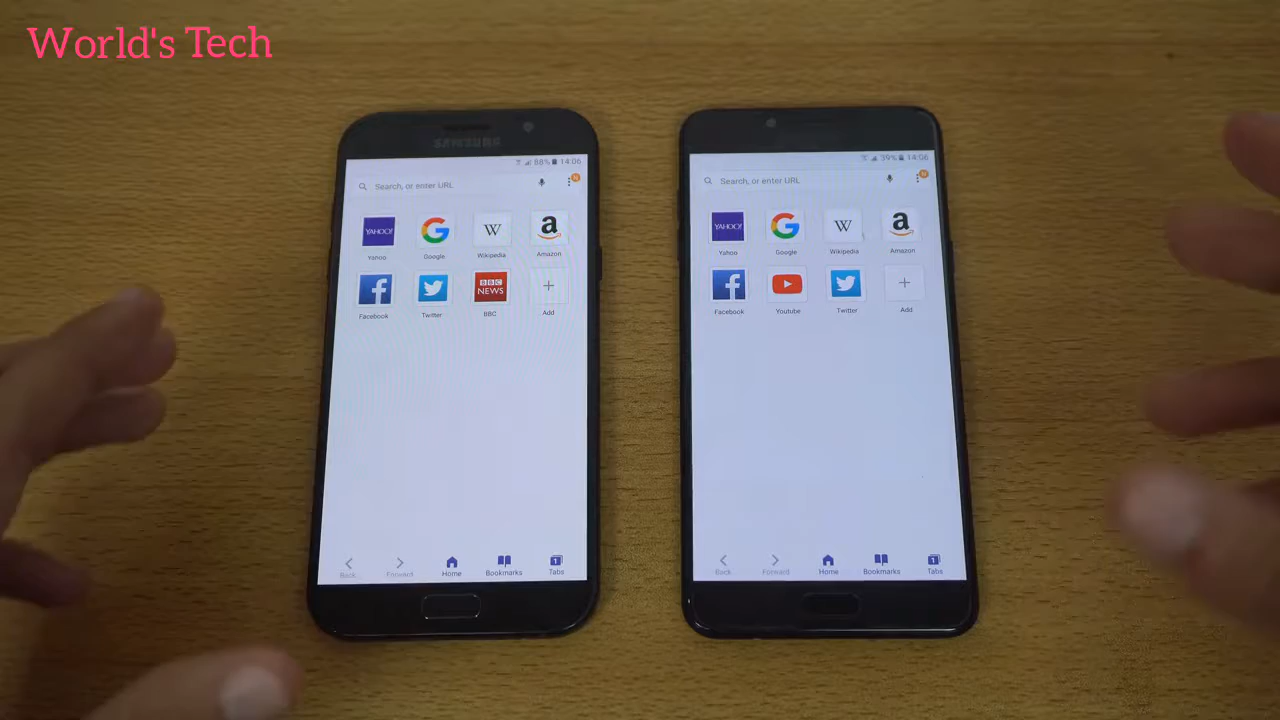 World's Tech
SAMSUNG
88% 14:06
Search, or enter URL
YAHOO!
G
W
a
Yahoo
Google
Wikipedia
Amazon
f
BBC
NEWS
+
Facebook
Twitter
BBC
Add
Back
Forward
Home
Bookmarks
1
Tabs
39% 14:06
Search, or enter URL
YAHOO!
G
W
a
Yahoo
Google
Wikipedia
Amazon
f
+
Facebook
Youtube
Twitter
Add
Back
Forward
Home
Bookmarks
1
Tabs